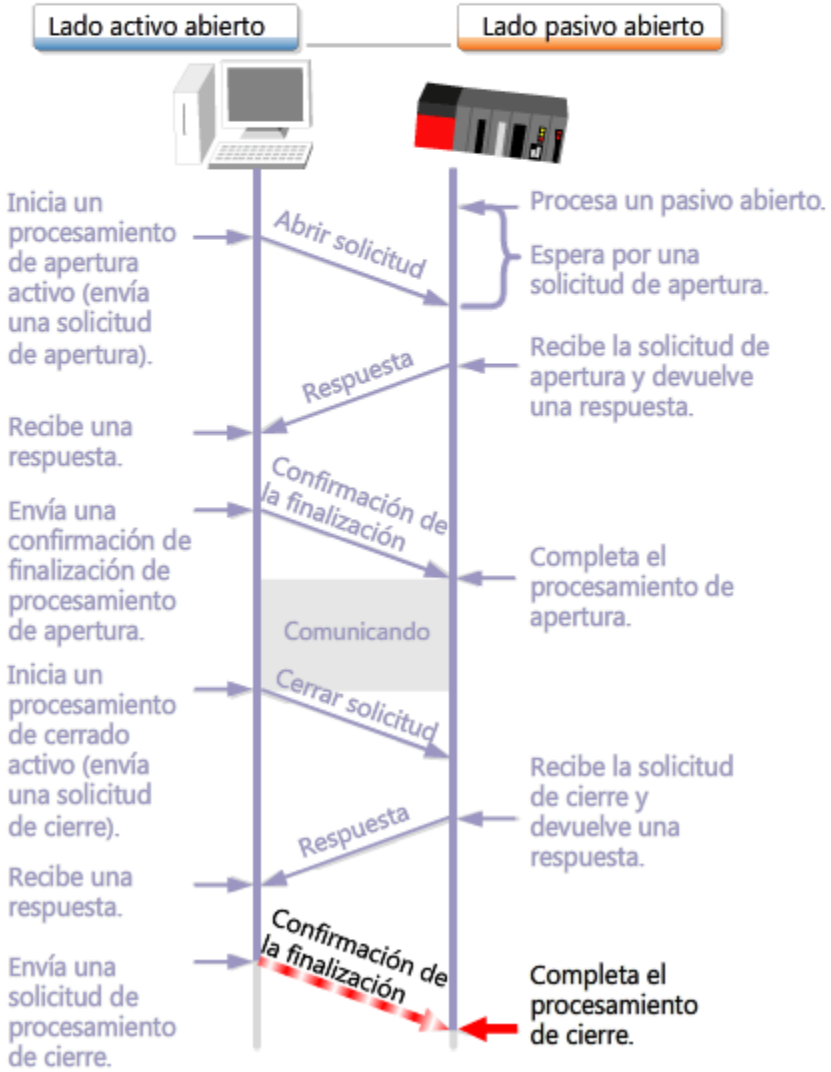 Lado activo abierto
Lado pasivo abierto
Inicia un
procesamiento
de apertura
activo (envía
una solicitud
de apertura).
Abrir solicitud
Procesa un pasivo abierto.
Espera por una
solicitud de apertura.
Recibe la solicitud de
apertura y devuelve
una respuesta.
Respuesta
Recibe una
respuesta.
Envía una
confirmación de
finalización de
procesamiento
de apertura.
Confirmación de
la finalización
Completa el
procesamiento de
apertura.
Comunicando
Inicia un
procesamiento
de cerrado
activo (envía
una solicitud
de cierre).
Cerrar solicitud
Recibe la solicitud
de cierre y
devuelve una
respuesta.
Respuesta
Recibe una
respuesta.
Envía una
solicitud de
procesamiento
de cierre.
Confirmación de
la finalización
Completa el
procesamiento
de cierre.